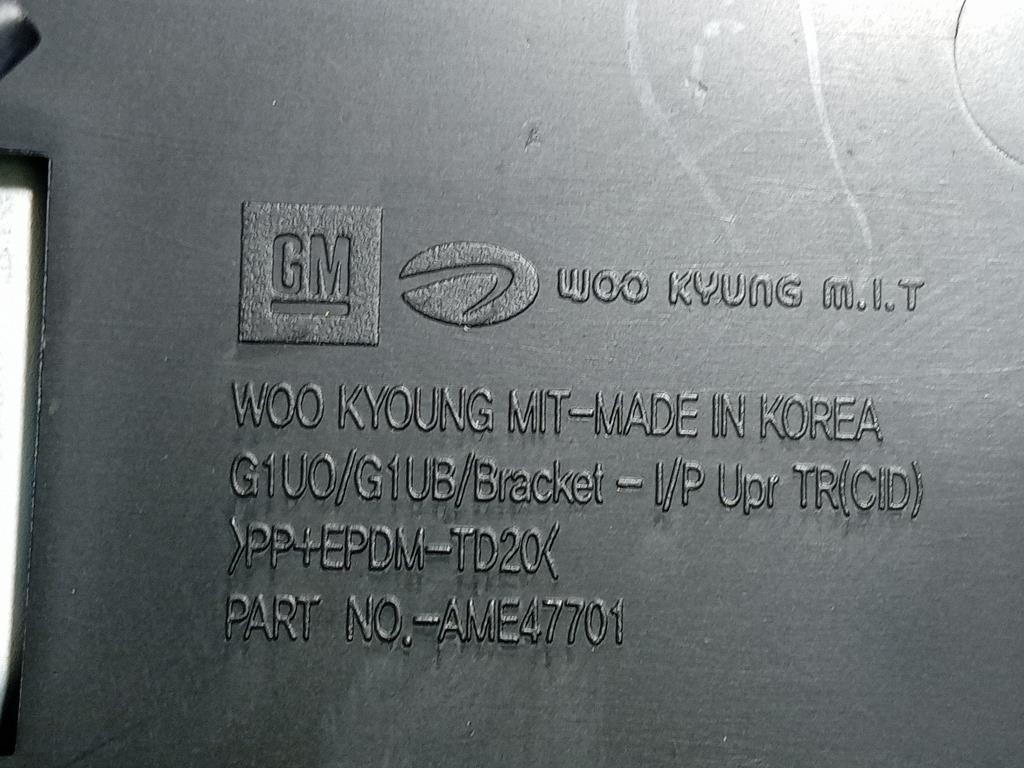 GM WOO KYUNG M.I.T
WOO KYOUNG MIT-MADE IN KOREA
G1UO/G1UB/Bracket - I/P Upr TR(CID)
>PP+EPDM-TD20<
PART NO.-AME47701